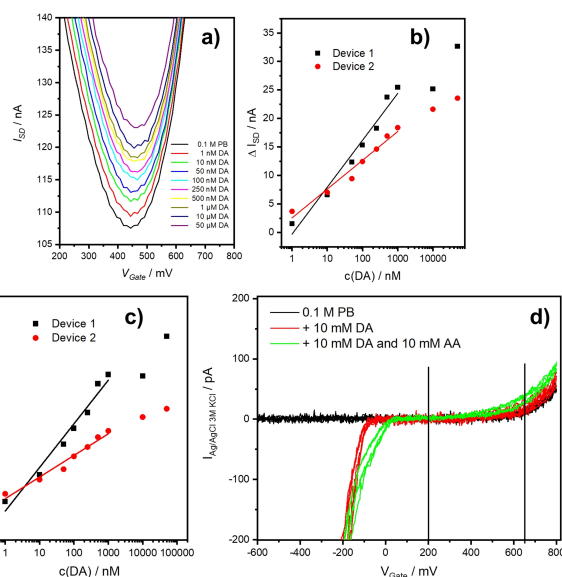 a)
140
135
130
125
120
115
110
105
I_SD / nA
200 300 400 500 600 700 800
V_Gate / mV
0.1 M PB
1 nM DA
10 nM DA
50 nM DA
100 nM DA
250 nM DA
500 nM DA
1 µM DA
10 µM DA
50 µM DA
b)
Device 1
Device 2
35
30
25
20
15
10
5
0
Δ I_SD / nA
1 10 100 1000 10000
c(DA) / nM
c)
Device 1
Device 2
1 10 100 1000 10000 100000
c(DA) / nM
d)
0.1 M PB
+ 10 mM DA
+ 10 mM DA and 10 mM AA
200
100
0
-100
-200
I_Ag/AgCl 3M KCl / pA
-600 -400 -200 0 200 400 600 800
V_Gate / mV